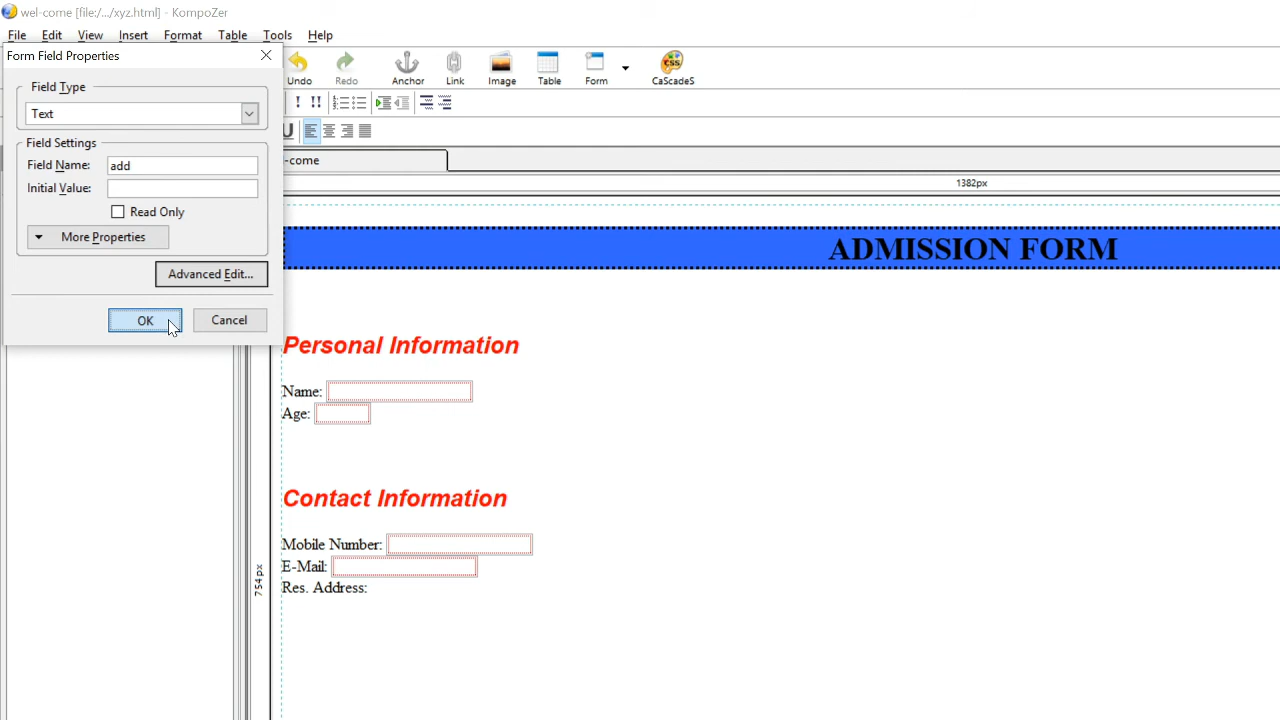 wel-come [file:/.../xyz.html] - KompoZer
File Edit View Insert Format Table Tools Help
Form Field Properties
Undo Redo Anchor Link Image Table Form CaScadeS
Field Type
Text
! !!
U
Field Settings
-come
Field Name: add
Initial Value:
1382px
Read Only
More Properties
ADMISSION FORM
Advanced Edit...
OK Cancel
Personal Information
Name:
Age:
Contact Information
Mobile Number:
E-Mail:
754px
Res. Address: